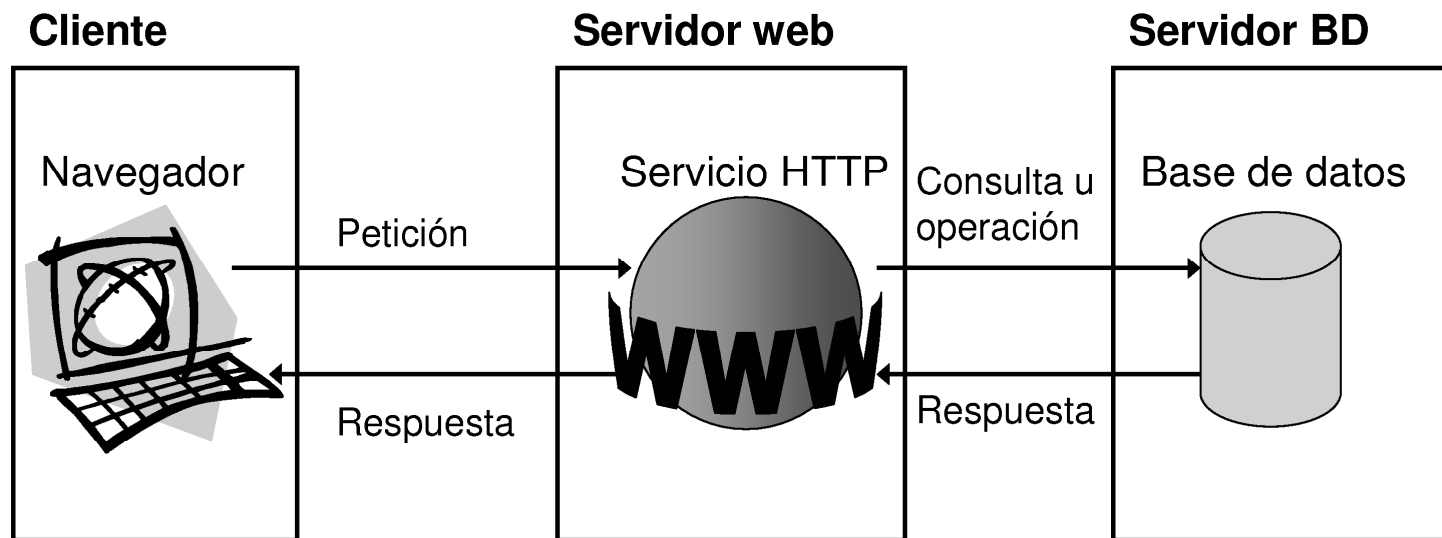 Cliente
Servidor web
Servidor BD
Navegador
Servicio HTTP
Base de datos
Petición
Consulta u
operación
WWW
Respuesta
Respuesta